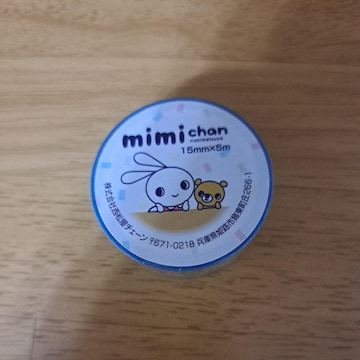 mimi chan
nishimatsuya
15mm×5m
株式会社西松屋チェーン 〒671-0218 兵庫県姫路市飾東町庄266-1